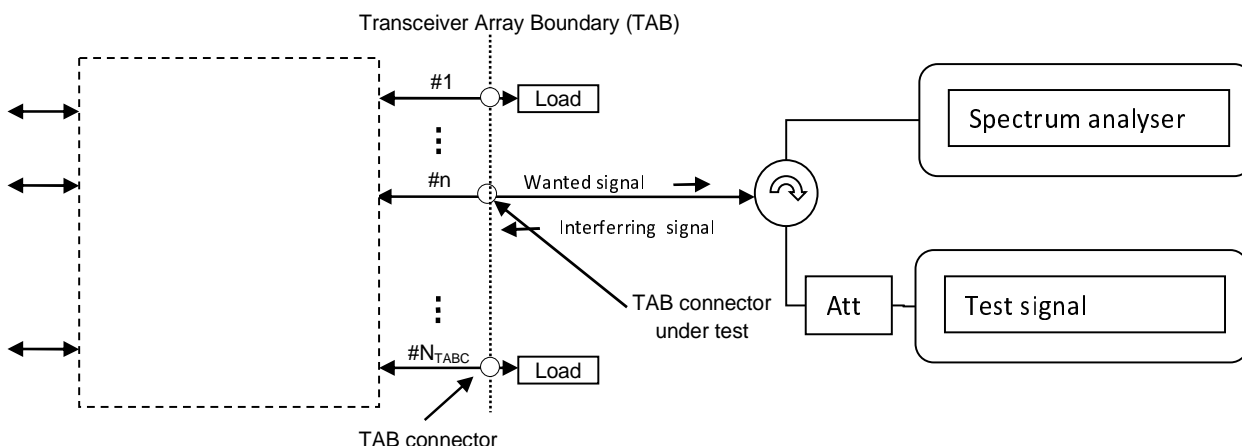 Transceiver Array Boundary (TAB)
#1
Load
Spectrum analyser
#n
Wanted signal
Interferring signal
TAB connector
under test
Att
Test signal
#NTABC
Load
TAB connector